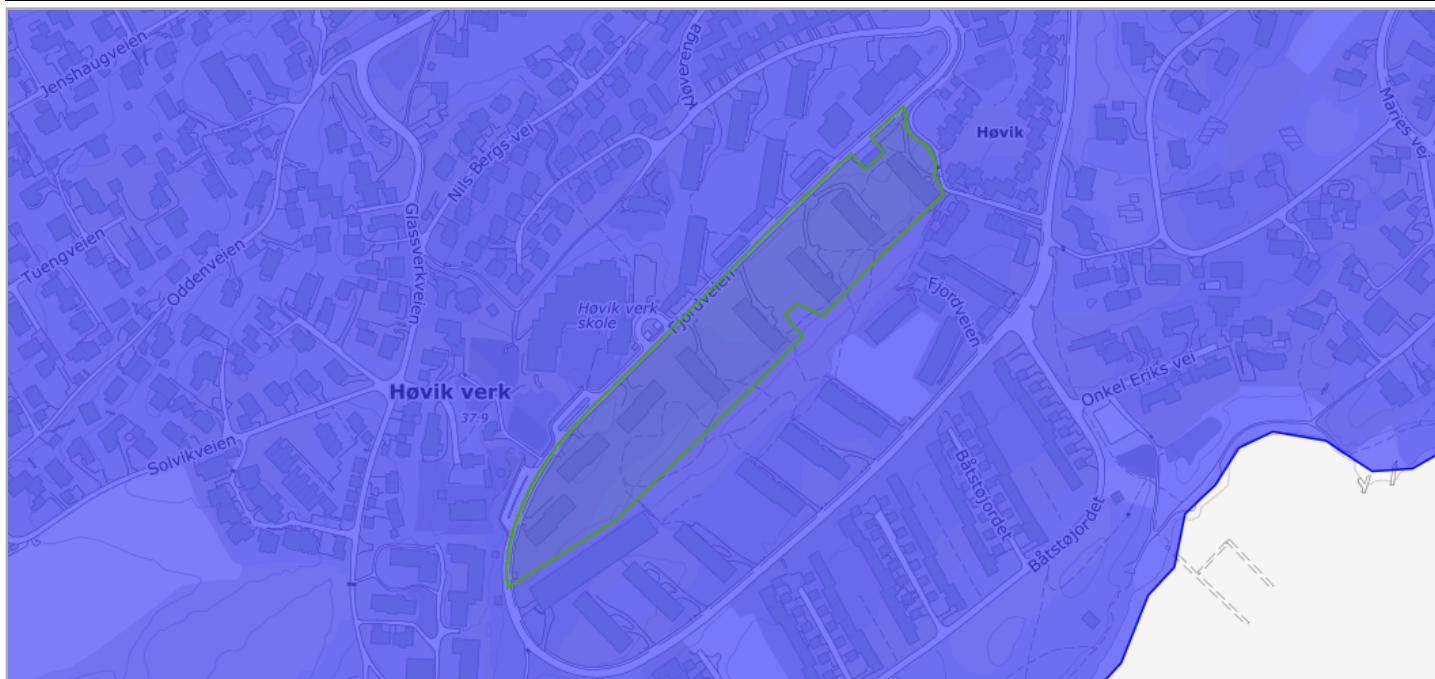 Jenshaugveien
Kløverenga
Maries vei
Nils Bergs vei
Høvik
Glassverkveien
Tuengveien
Oddenveien
Fjordveien
Fjordveien
Høvik verk
skole
Høvik verk
37.9
Onkel Eriks vei
Solvikveien
Båtstøjordet
Båtstøjordet